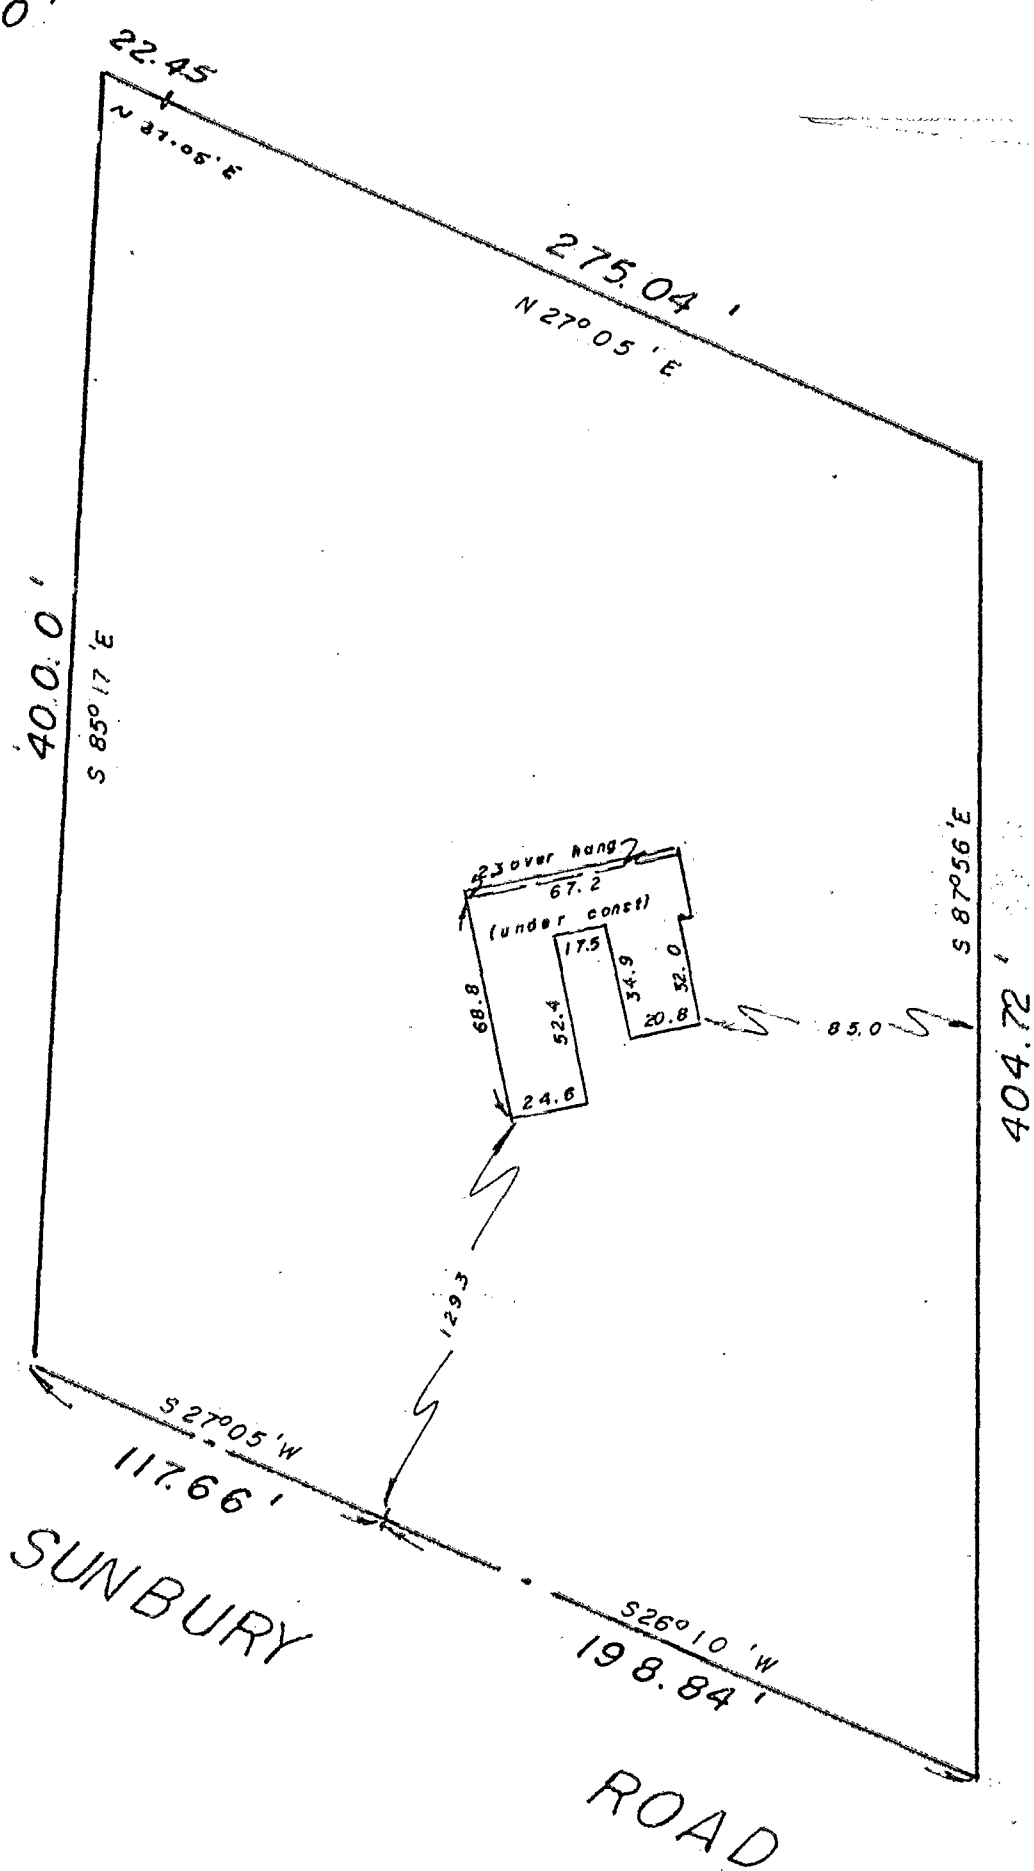 0'
22.45
N 27.05'E
275.04 '
N 27°05 'E
400.0'
S 85°17 'E
S 87°56 'E
404.72 '
over hang
67.2
(under const)
17.5
34.9
32.0
68.8
52.4
20.8
24.6
85.0
129.3
S 27°05 'W
117.66 '
S 26°10 'W
198.84 '
SUNBURY
ROAD